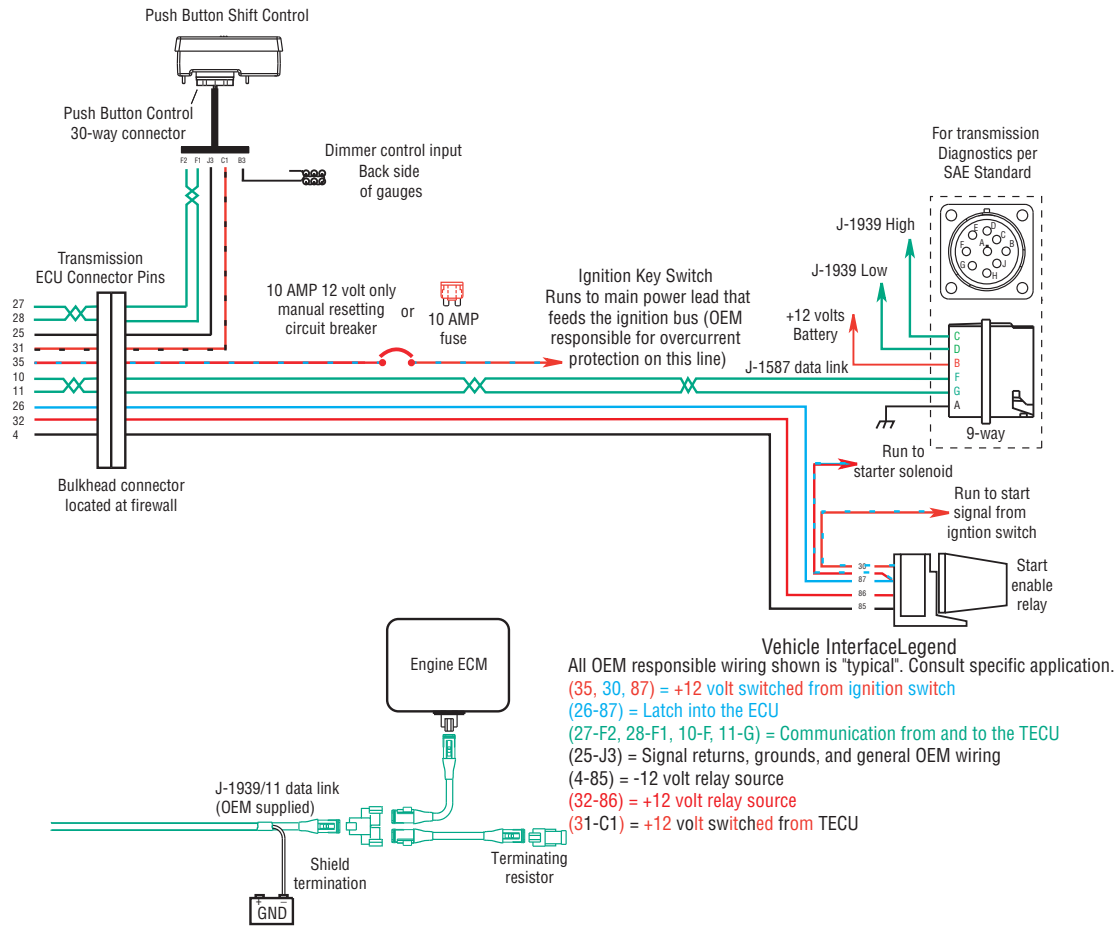 Push Button Shift Control
Push Button Control
30-way connector
F2 F1 J3 C1 B3
Dimmer control input
Back side
of gauges
For transmission
Diagnostics per
SAE Standard
E D C F A B G J H
J-1939 High
J-1939 Low
+12 volts
Battery
J-1587 data link
C
D
B
F
G
A
9-way
Transmission
ECU Connector Pins
27
28
25
31
35
10
11
26
32
4
10 AMP 12 volt only
manual resetting
circuit breaker
or
10 AMP
fuse
Ignition Key Switch
Runs to main power lead that
feeds the ignition bus (OEM
responsible for overcurrent
protection on this line)
Bulkhead connector
located at firewall
Run to
starter solenoid
Run to start
signal from
igntion switch
30
87
86
85
Start
enable
relay
Engine ECM
J-1939/11 data link
(OEM supplied)
Shield
termination
+ −
GND
Terminating
resistor
Vehicle InterfaceLegend
All OEM responsible wiring shown is "typical". Consult specific application.
(35, 30, 87) = +12 volt switched from ignition switch
(26-87) = Latch into the ECU
(27-F2, 28-F1, 10-F, 11-G) = Communication from and to the TECU
(25-J3) = Signal returns, grounds, and general OEM wiring
(4-85) = -12 volt relay source
(32-86) = +12 volt relay source
(31-C1) = +12 volt switched from TECU